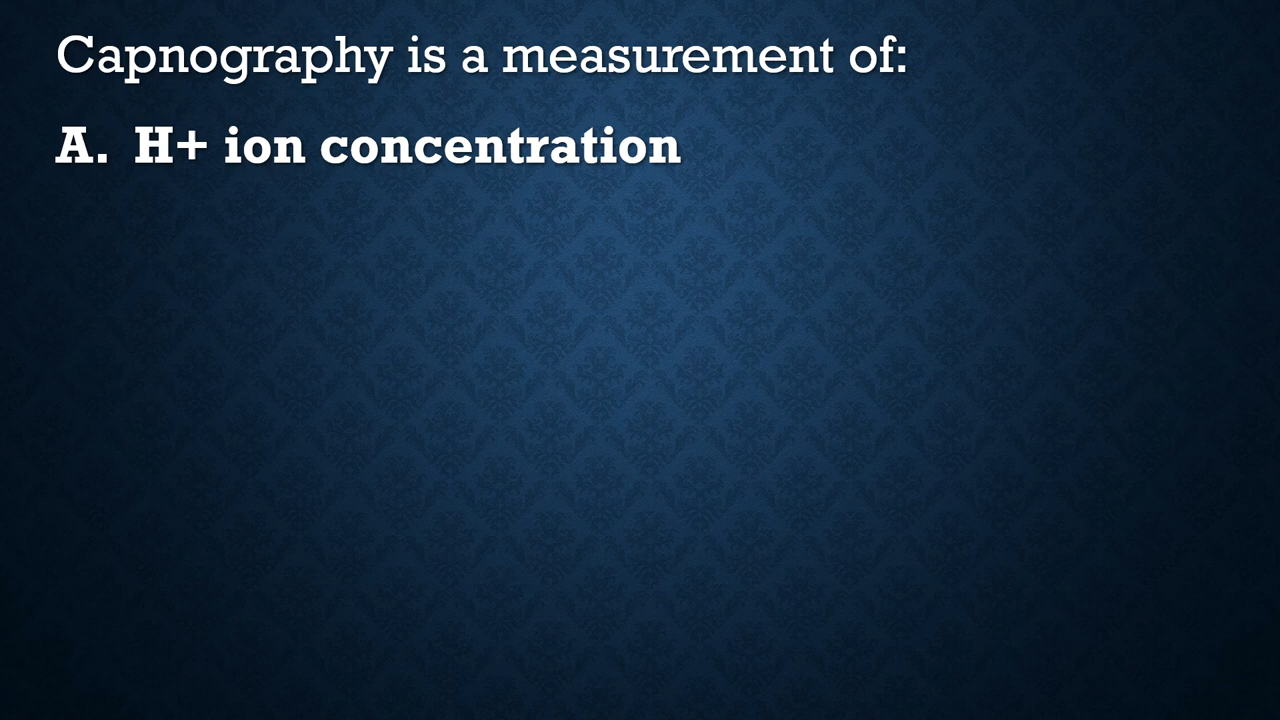 Capnography is a measurement of:
A. H+ ion concentration